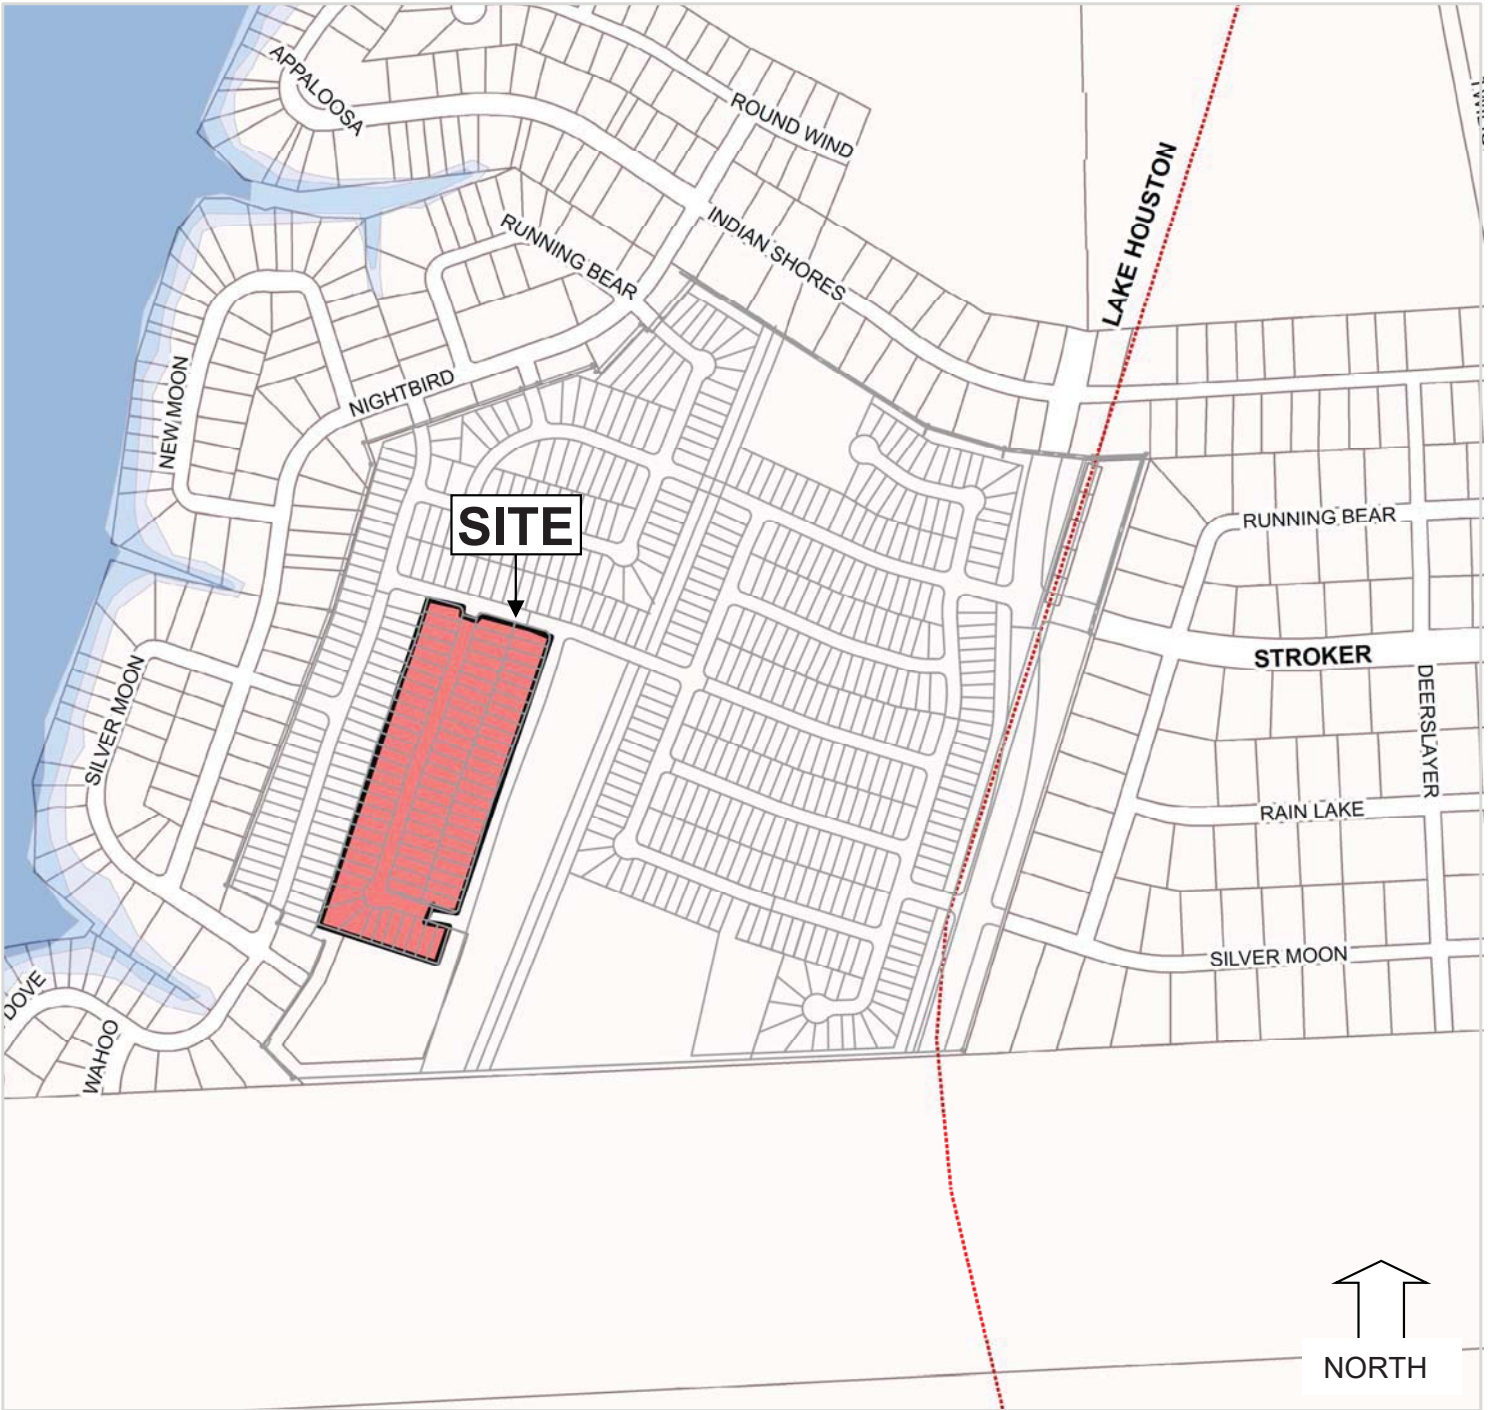 APPALOOSA
ROUND WIND
LAKE HOUSTON
RUNNING BEAR
INDIAN SHORES
NEW MOON
NIGHTBIRD
SITE
RUNNING BEAR
STROKER
SILVER MOON
DEERSLAYER
RAIN LAKE
SILVER MOON
DOVE
WAHOO
NORTH